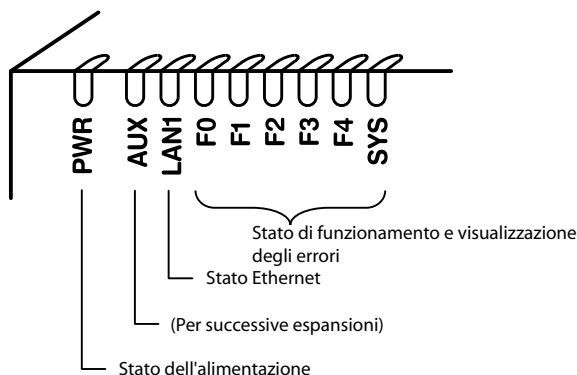 PWR
AUX
LAN1
F0
F1
F2
F3
F4
SYS
Stato di funzionamento e visualizzazione
degli errori
Stato Ethernet
(Per successive espansioni)
Stato dell'alimentazione